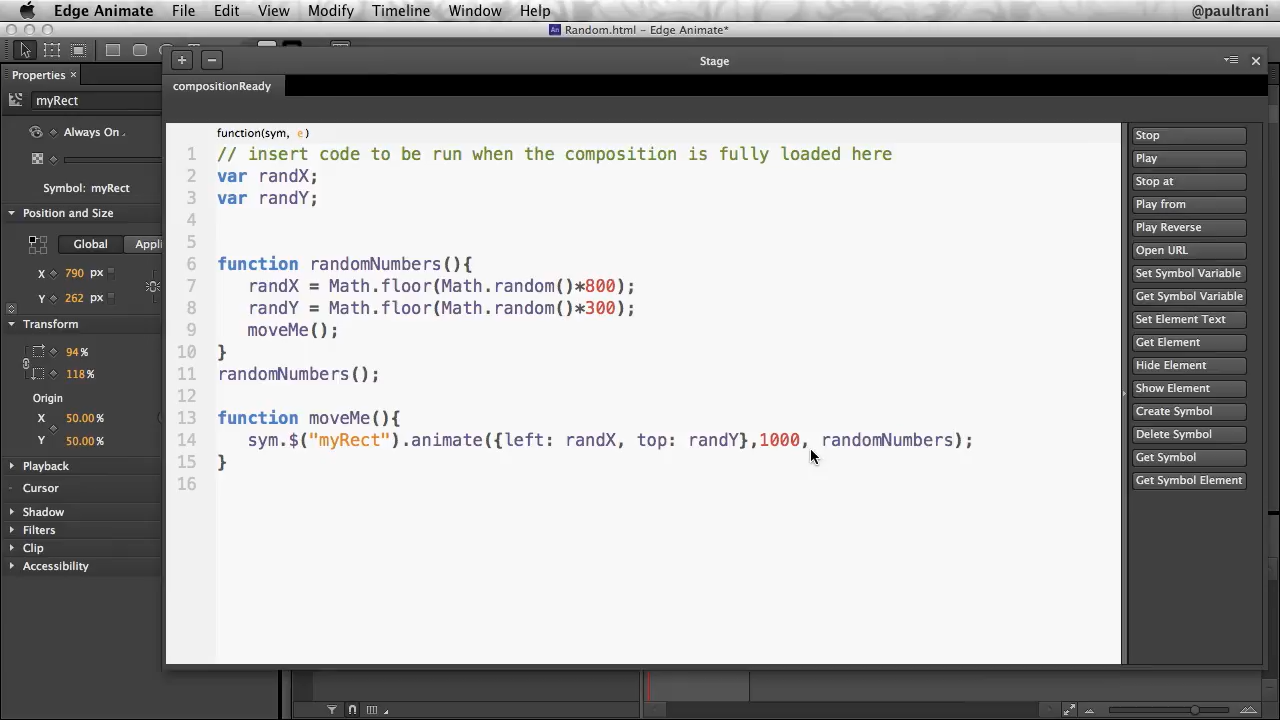 Edge Animate File Edit View Modify Timeline Window Help @paultrani
An Random.html - Edge Animate*
Properties ×
+ − Stage ×
compositionReady
myRect
Always On
Symbol: myRect
Position and Size
Global Appli
X 790 px
Y 262 px
Transform
94 %
118 %
Origin
X 50.00 %
Y 50.00 %
Playback
Cursor
Shadow
Filters
Clip
Accessibility
function(sym, e )
1 // insert code to be run when the composition is fully loaded here
2 var randX;
3 var randY;
4
5
6 function randomNumbers(){
7 randX = Math.floor(Math.random()*800);
8 randY = Math.floor(Math.random()*300);
9 moveMe();
10 }
11 randomNumbers();
12
13 function moveMe(){
14 sym.$("myRect").animate({left: randX, top: randY},1000, randomNumbers);
15 }
16
Stop
Play
Stop at
Play from
Play Reverse
Open URL
Set Symbol Variable
Get Symbol Variable
Set Element Text
Get Element
Hide Element
Show Element
Create Symbol
Delete Symbol
Get Symbol
Get Symbol Element